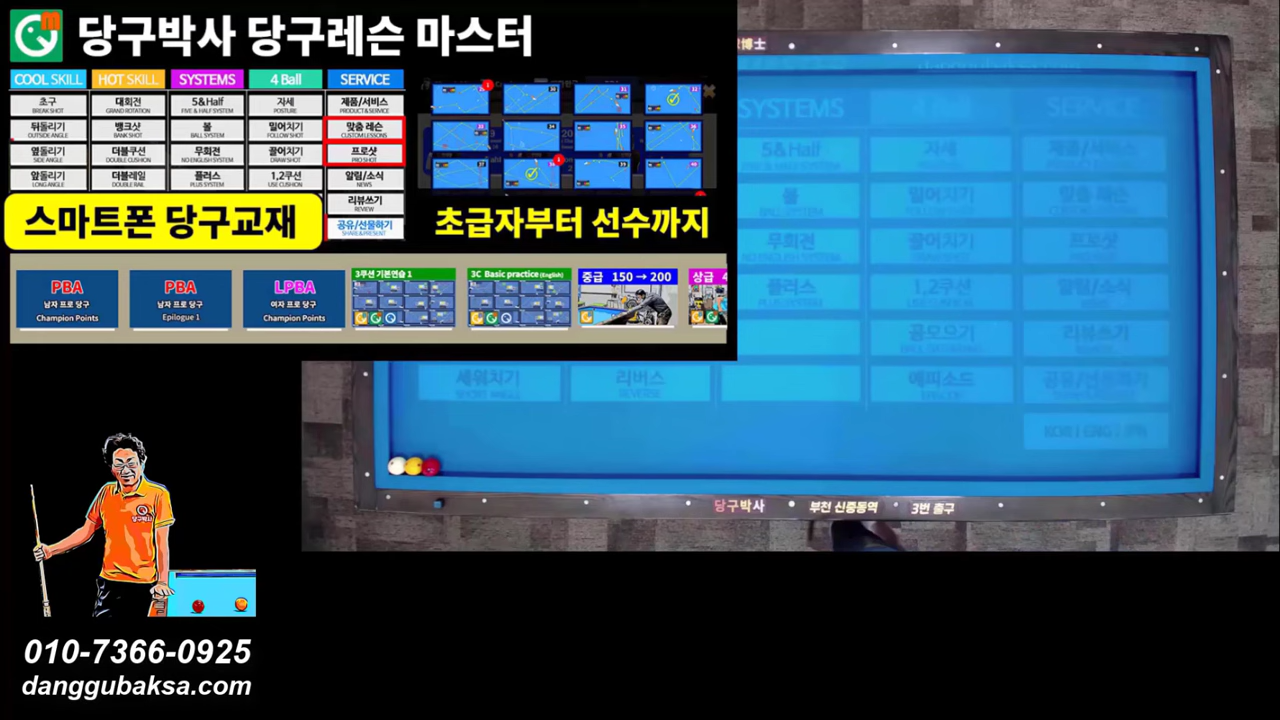 당구박사 당구레슨 마스터
COOL SKILL
HOT SKILL
SYSTEMS
4 Ball
SERVICE
초구
BREAK SHOT
대회전
GRAND ROTATION
5&Half
FIVE & HALF SYSTEM
자세
POSTURE
제품/서비스
PRODUCT & SERVICE
뒤돌리기
OUTSIDE ANGLE
뱅크샷
BANK SHOT
볼
BALL SYSTEM
밀어치기
FOLLOW SHOT
맞춤 레슨
CUSTOM LESSONS
옆돌리기
SIDE ANGLE
더블쿠션
DOUBLE CUSHION
무회전
NO ENGLISH SYSTEM
끌어치기
DRAW SHOT
프로샷
PRO SHOT
앞돌리기
LONG ANGLE
더블레일
DOUBLE RAIL
플러스
PLUS SYSTEM
1,2쿠션
USE CUSHION
알림/소식
NEWS
리뷰쓰기
REVIEW
공유/선물하기
SHARE & PRESENT
스마트폰 당구교재
초급자부터 선수까지
PBA
남자 프로 당구
Champion Points
PBA
남자 프로 당구
Epilogue 1
LPBA
여자 프로 당구
Champion Points
3쿠션 기본연습 1
3C Basic practice (English)
중급 150 → 200
상급 4
SYSTEMS
5&Half
자세
볼
밀어치기
맞춤 레슨
무회전
끌어치기
프로샷
플러스
1,2쿠션
알림/소식
공모으기
리뷰쓰기
세워치기
SHORT ANGLE
리버스
REVERSE
에피소드
공유/선물하기
당구박사
부천 신중동역
3번 출구
당구박사
010-7366-0925
danggubaksa.com